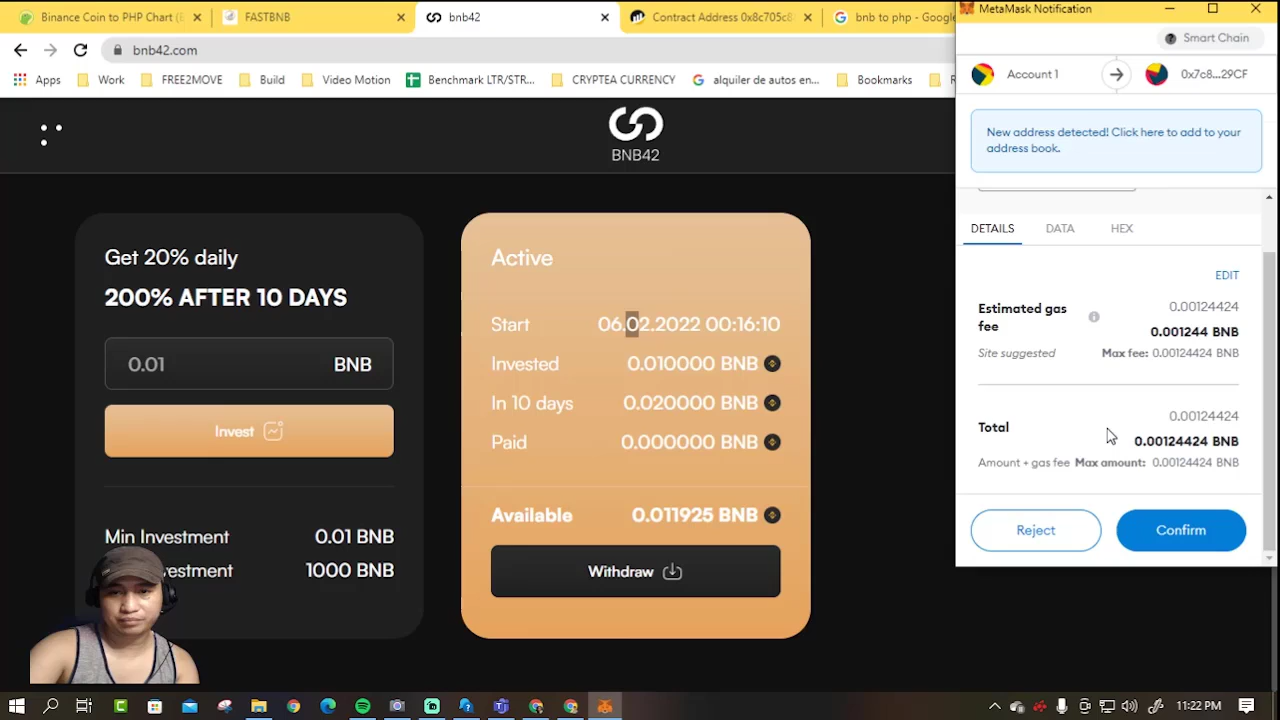 Binance Coin to PHP Chart (
FASTBNB
bnb42
Contract Address 0x8c705c8
bnb to php - Google
bnb42.com
Apps
Work
FREE2MOVE
Build
Video Motion
Benchmark LTR/STR...
CRYPTEA CURRENCY
alquiler de autos en...
Bookmarks
BNB42
Get 20% daily
200% AFTER 10 DAYS
0.01 BNB
Invest
Min Investment 0.01 BNB
1000 BNB
Active
Start 06.02.2022 00:16:10
Invested 0.010000 BNB
In 10 days 0.020000 BNB
Paid 0.000000 BNB
Available 0.011925 BNB
Withdraw
MetaMask Notification
Smart Chain
Account 1
0x7c8...29CF
New address detected! Click here to add to your
address book.
DETAILS DATA HEX
EDIT
Estimated gas
fee
0.00124424
0.001244 BNB
Site suggested
Max fee: 0.00124424 BNB
0.00124424
Total
0.00124424 BNB
Amount + gas fee Max amount: 0.00124424 BNB
Reject
Confirm
11:22 PM